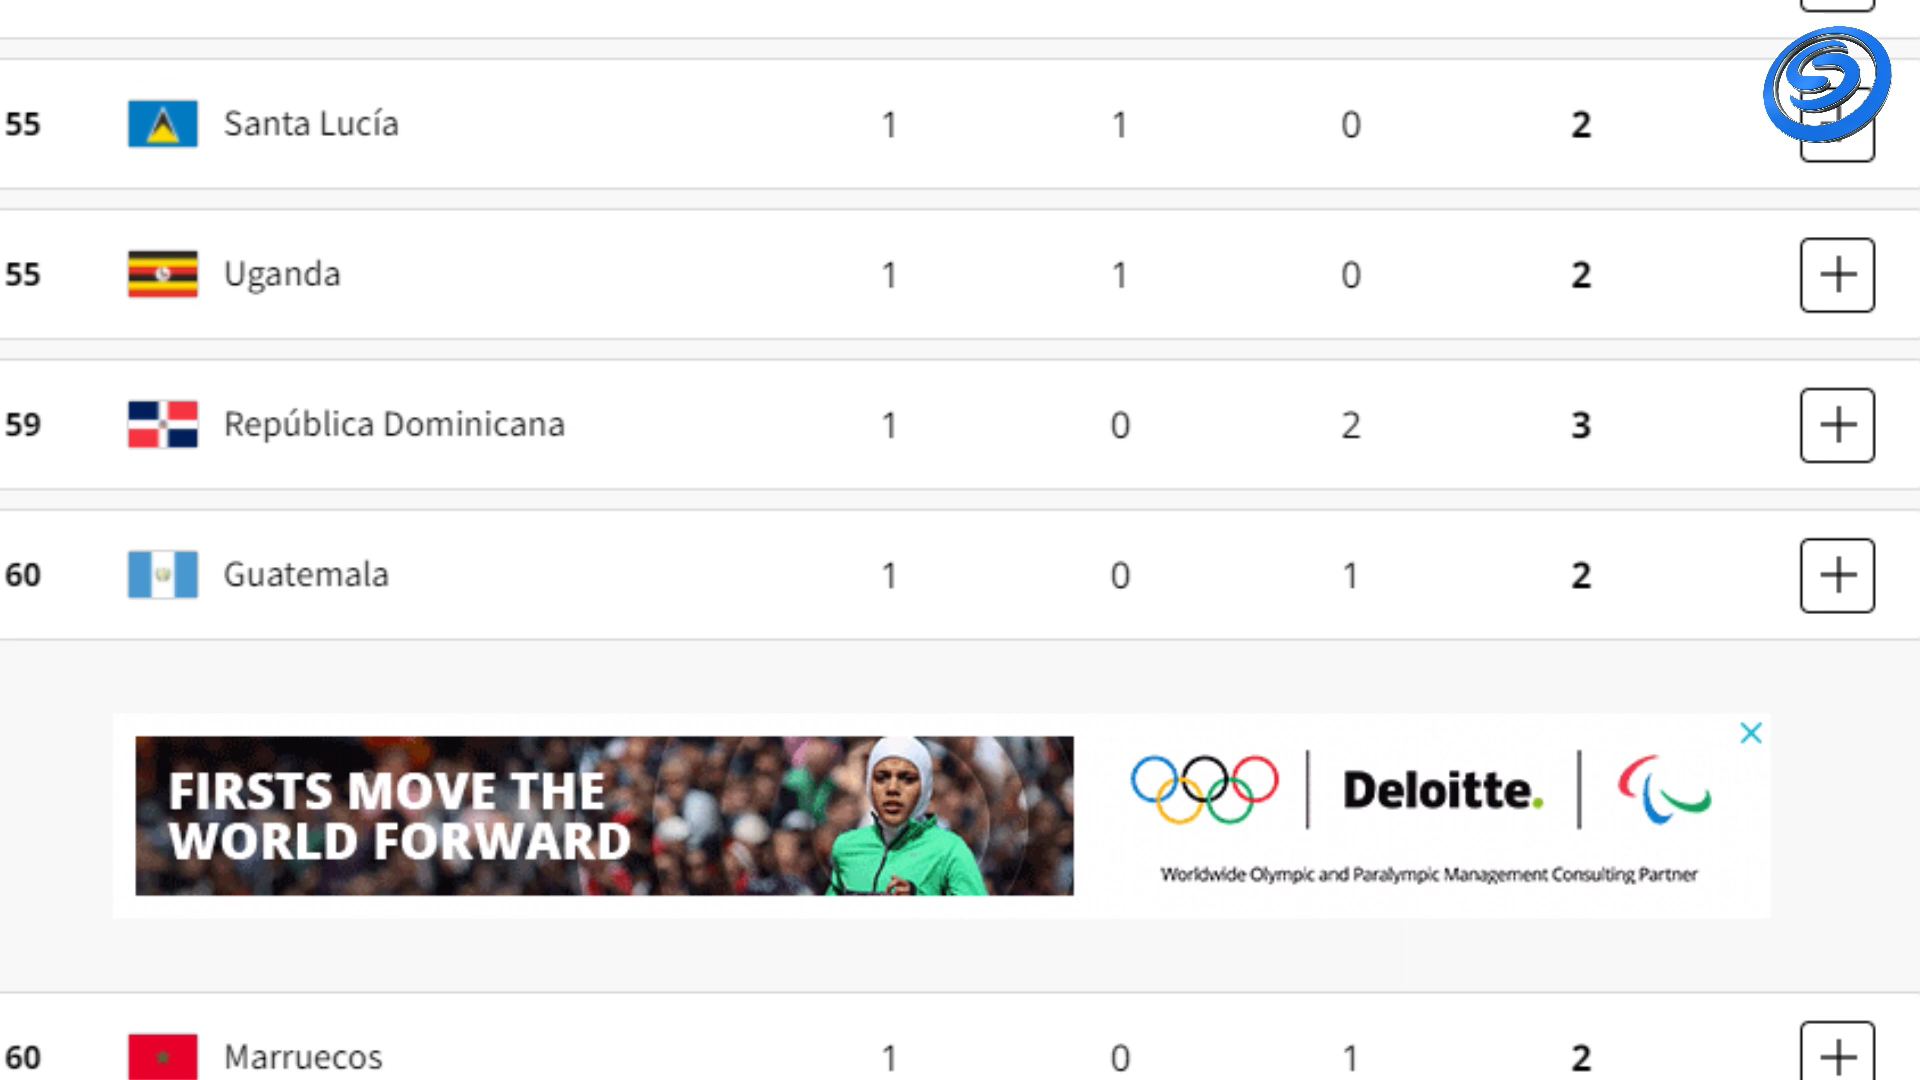 55 Santa Lucía 1 1 0 2
55 Uganda 1 1 0 2
59 República Dominicana 1 0 2 3
60 Guatemala 1 0 1 2
FIRSTS MOVE THE
WORLD FORWARD
Deloitte.
Worldwide Olympic and Paralympic Management Consulting Partner
60 Marruecos 1 0 1 2